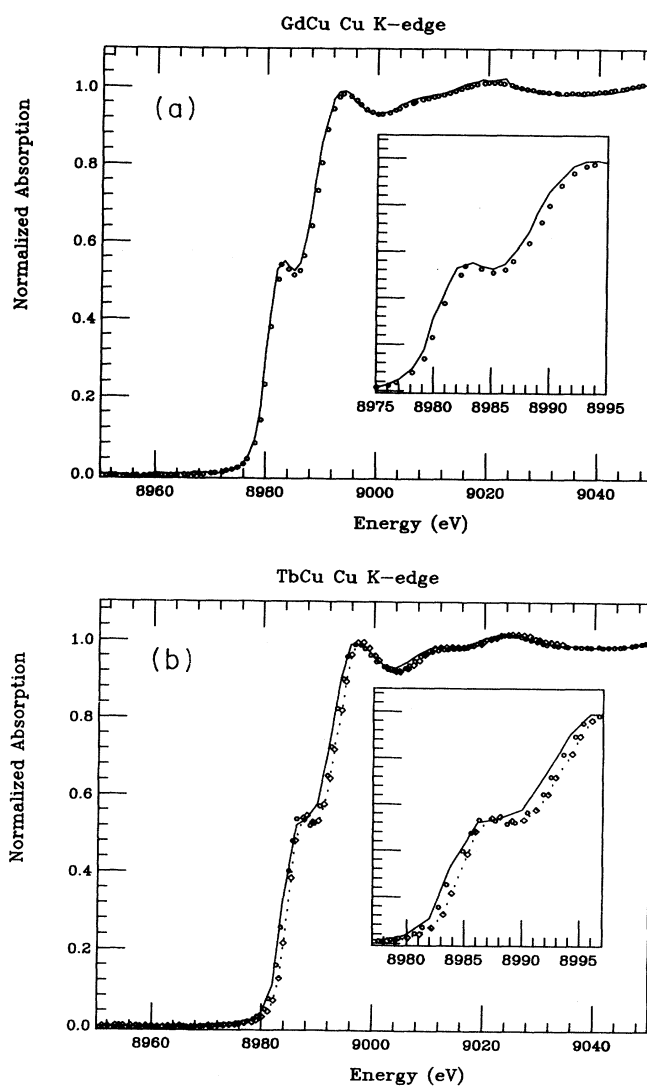 GdCu Cu K-edge
(a)
Normalized Absorption
1.0
0.8
0.6
0.4
0.2
0.0
8975 8980 8985 8990 8995
8960 8980 9000 9020 9040
Energy (eV)
TbCu Cu K-edge
(b)
Normalized Absorption
1.0
0.8
0.6
0.4
0.2
0.0
8980 8985 8990 8995
8960 8980 9000 9020 9040
Energy (eV)